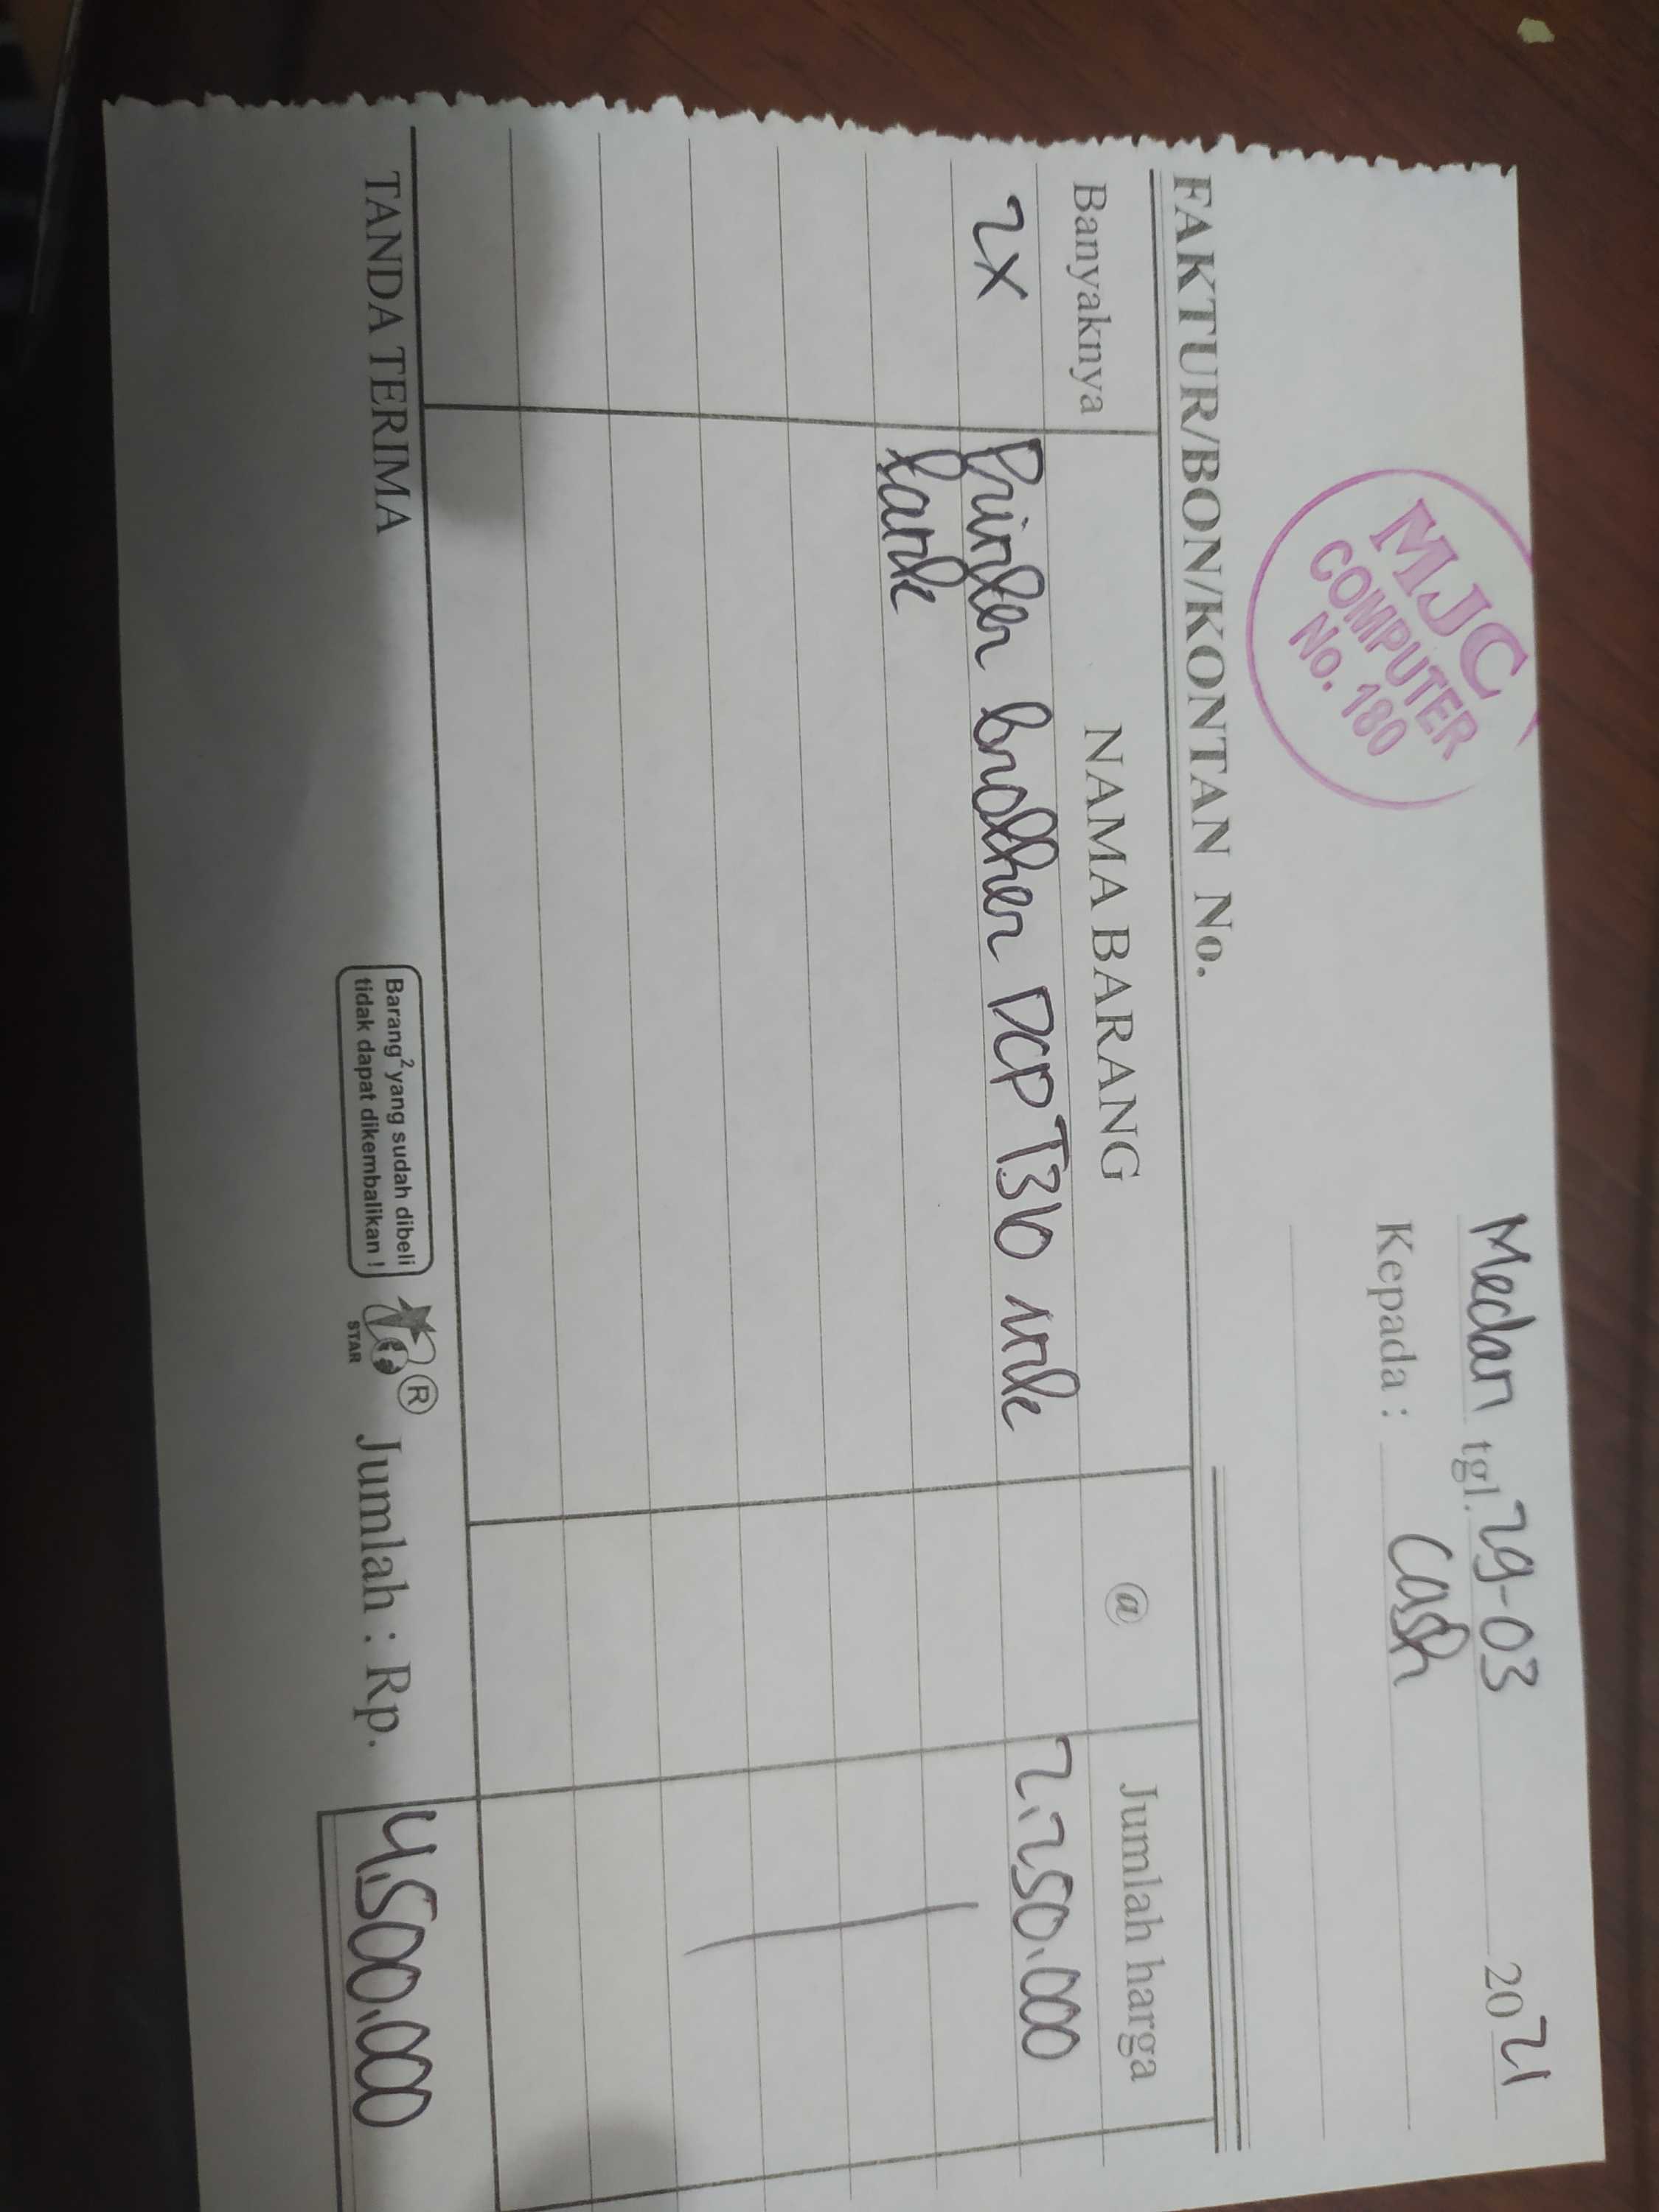 MJC
COMPUTER
No. 180
Medan tgl. 29-03 2021
Kepada : Cash
FAKTUR/BON/KONTAN No.
Banyaknya NAMA BARANG @ Jumlah harga
2x Printer brother DCP T310 ink 2.250.000
tank
TANDA TERIMA
Barang² yang sudah dibeli
tidak dapat dikembalikan !
STAR
®
Jumlah : Rp. 4.500.000